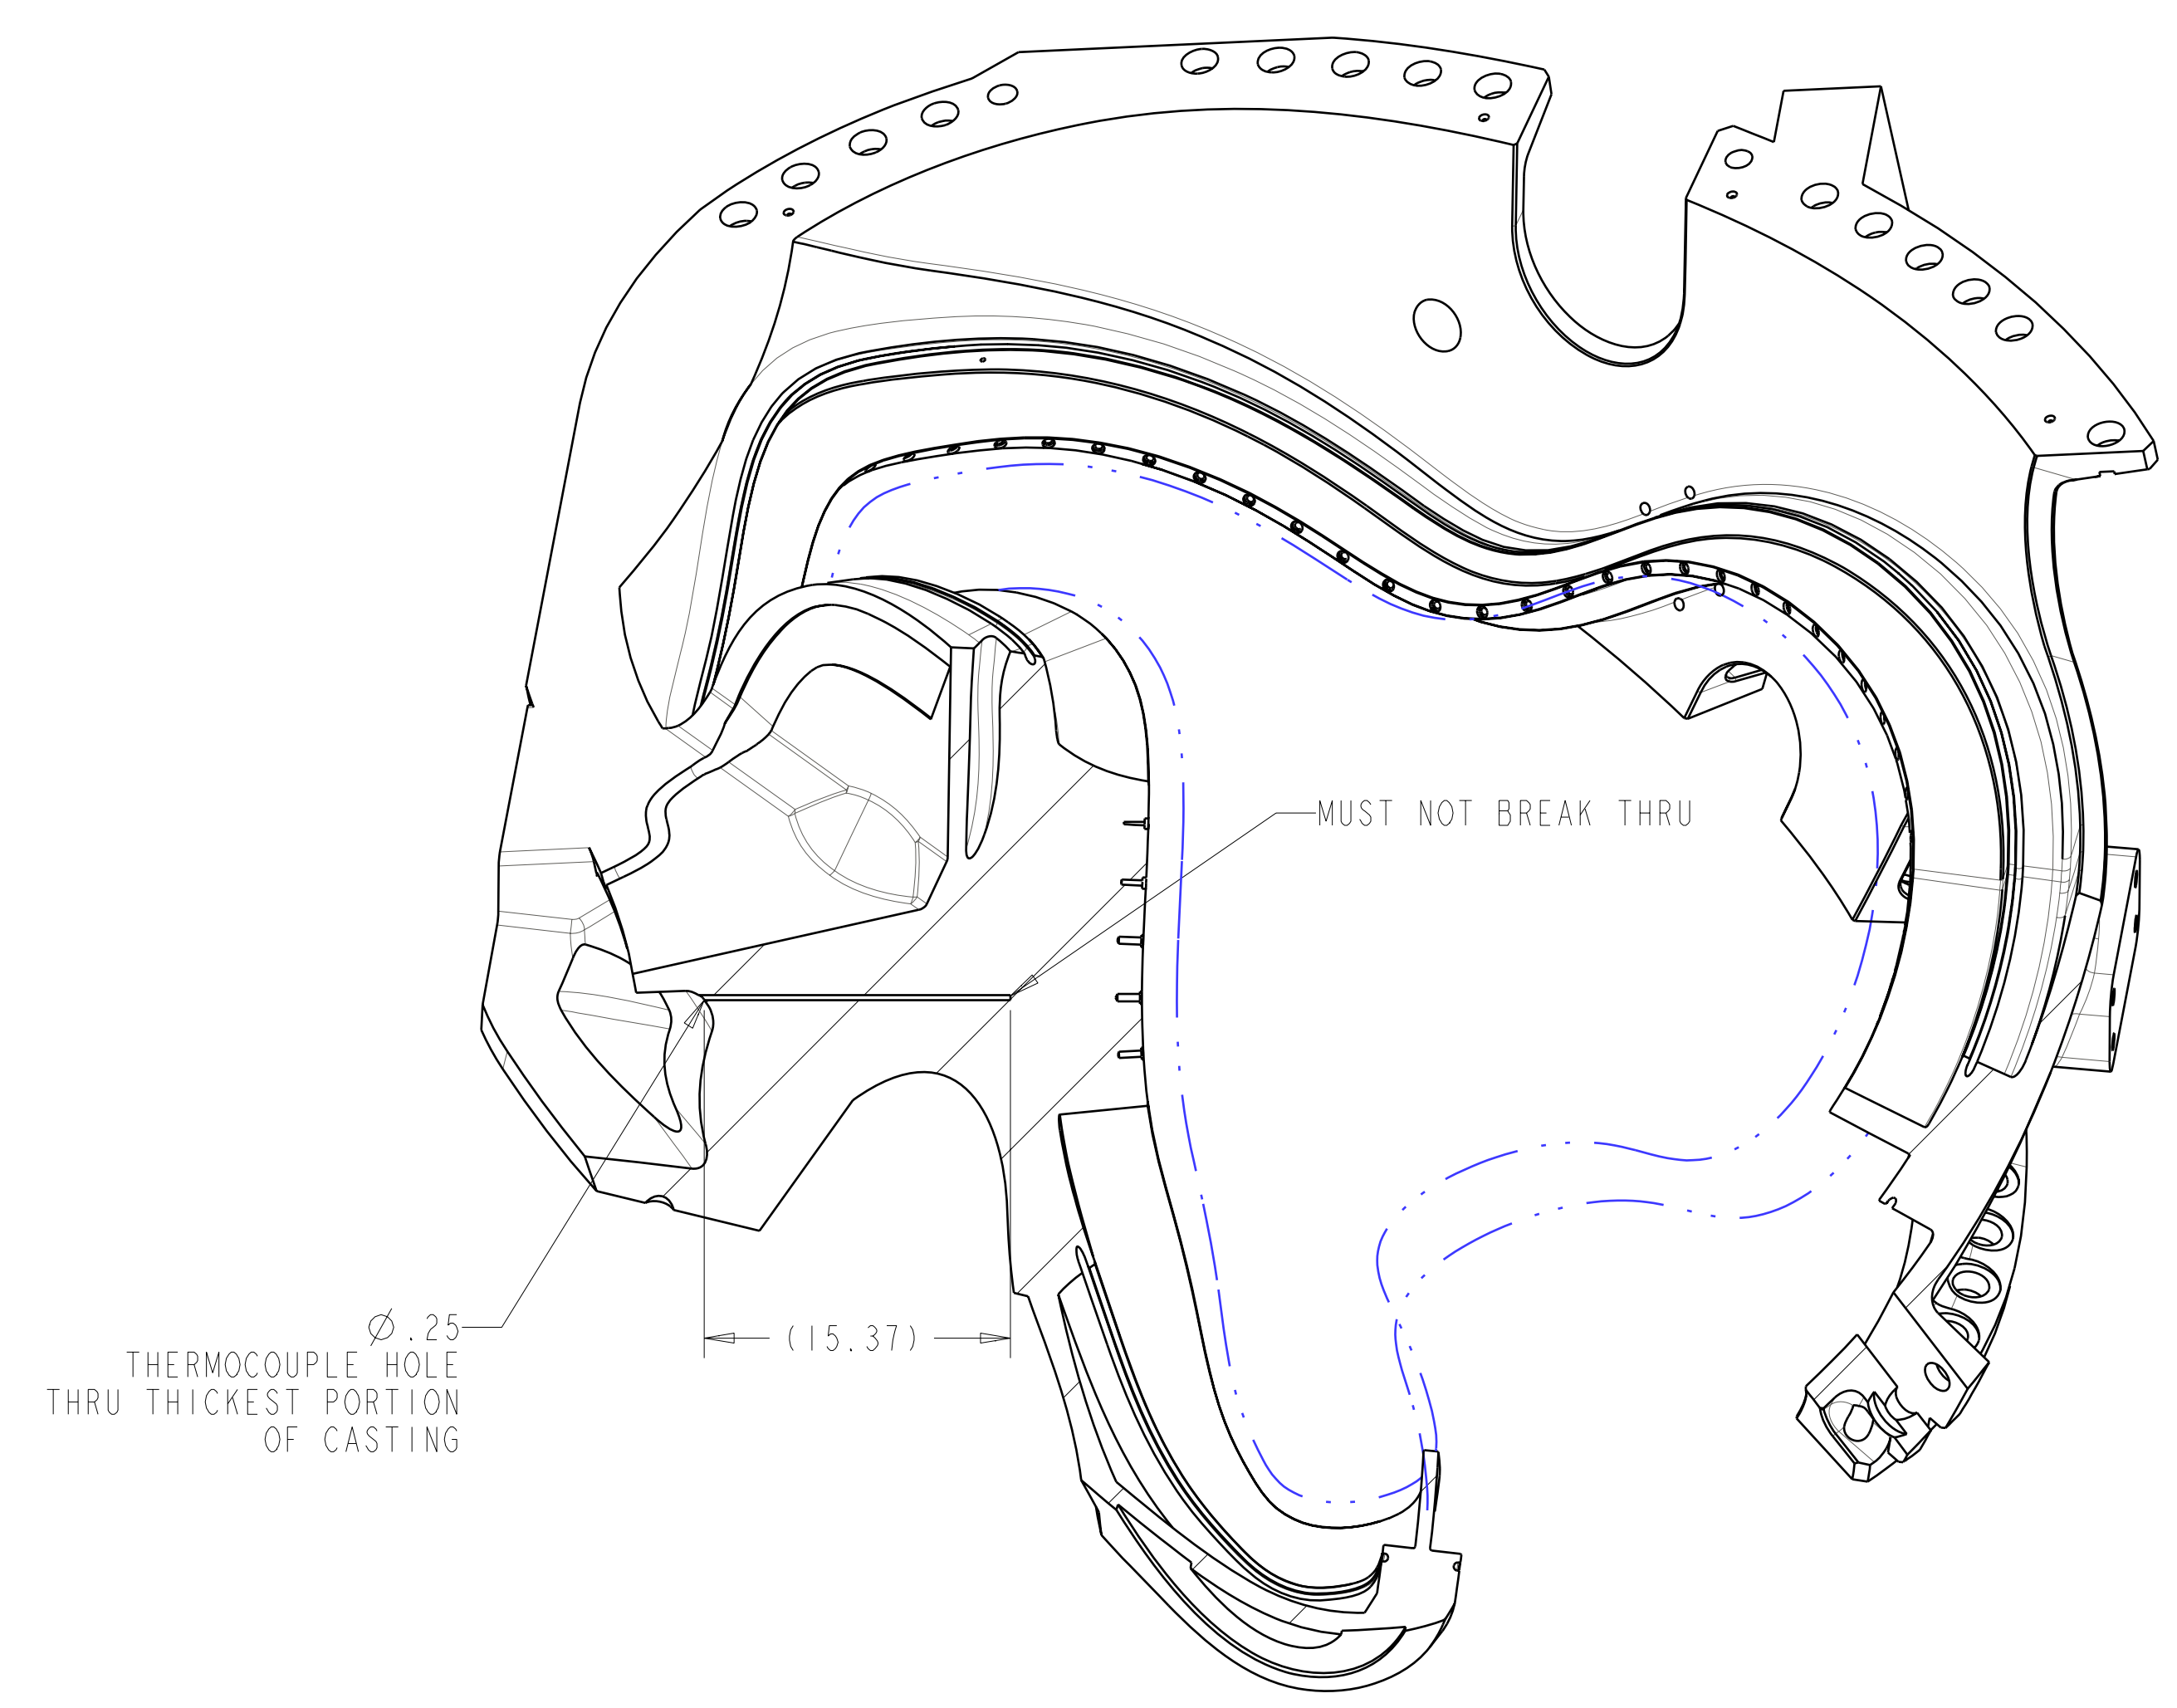 MUST NOT BREAK THRU
Ø.25
THERMOCOUPLE HOLE
THRU THICKEST PORTION
OF CASTING
(15.37)